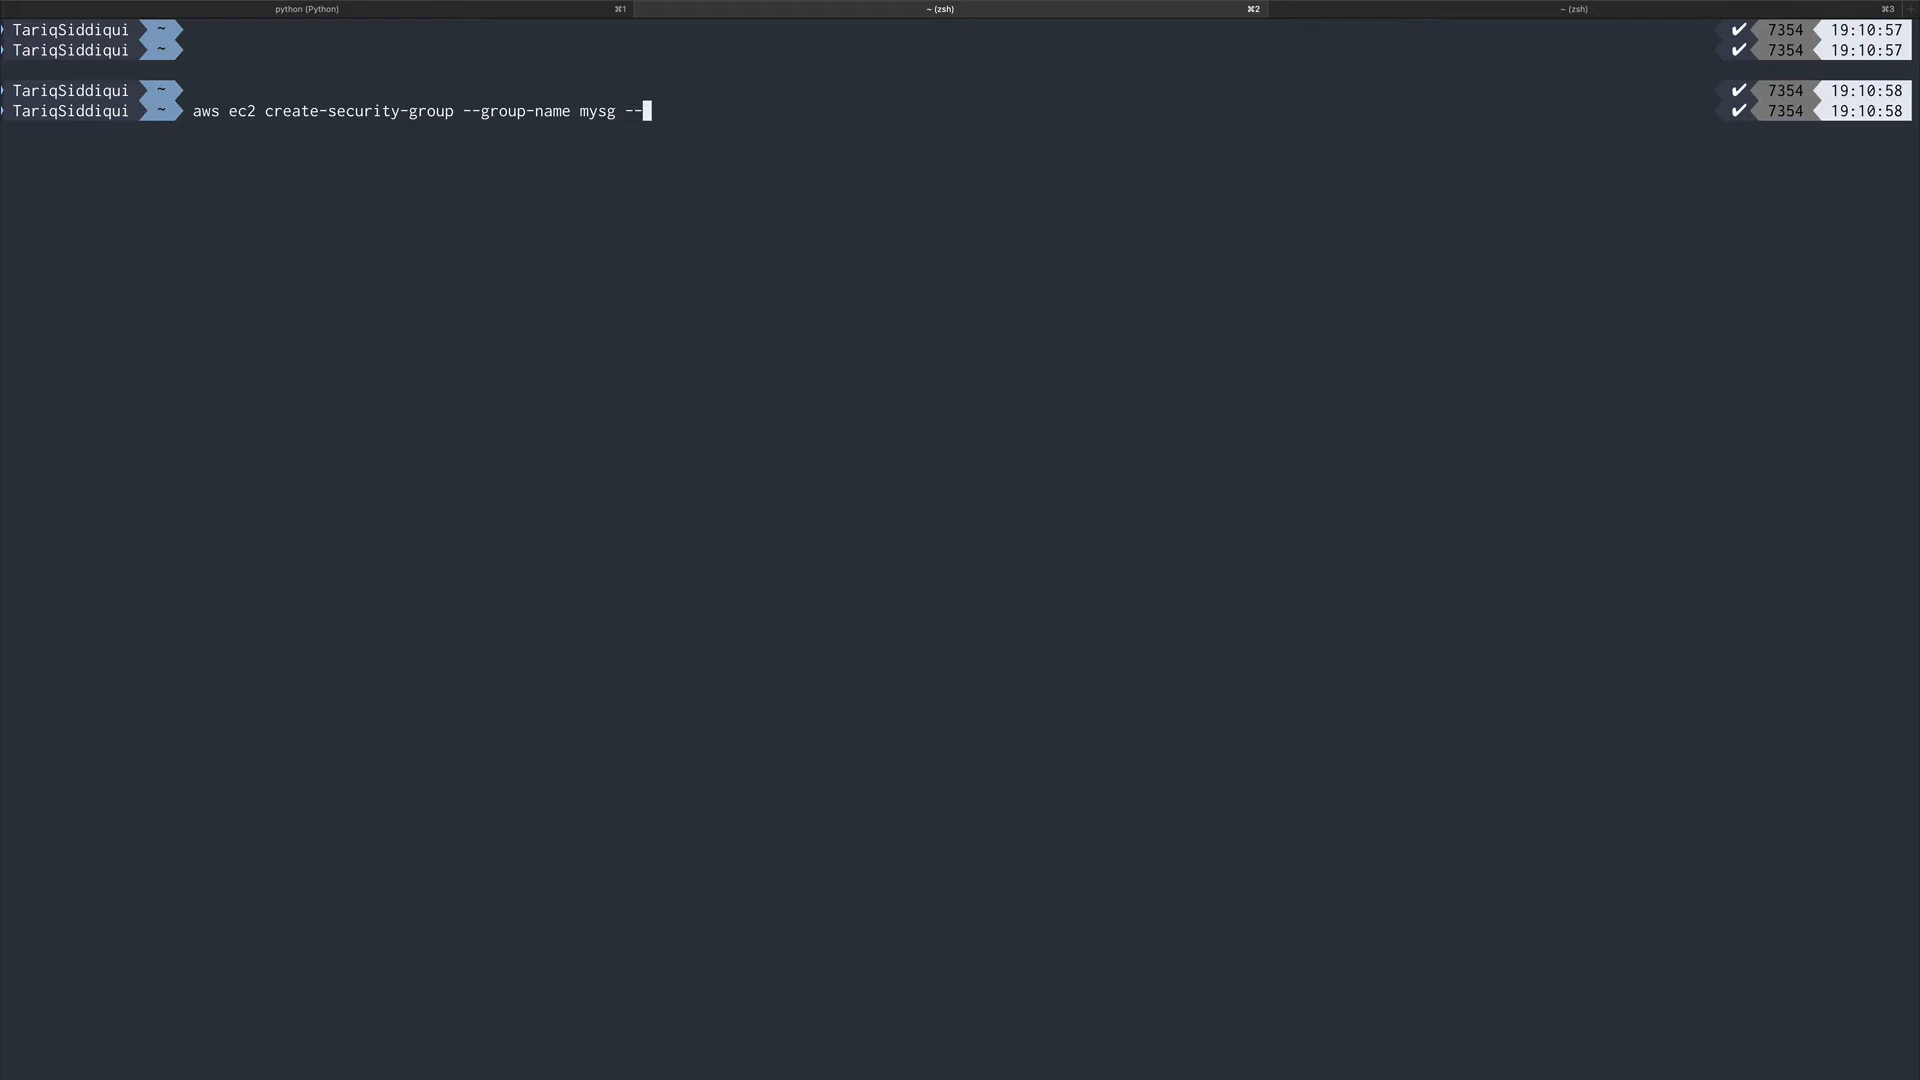 python (Python) ⌘1 ~ (zsh) ⌘2 ~ (zsh) ⌘3
TariqSiddiqui ~ ✔ 7354 19:10:57
TariqSiddiqui ~ ✔ 7354 19:10:57
TariqSiddiqui ~ ✔ 7354 19:10:58
TariqSiddiqui ~ aws ec2 create-security-group --group-name mysg -- ✔ 7354 19:10:58